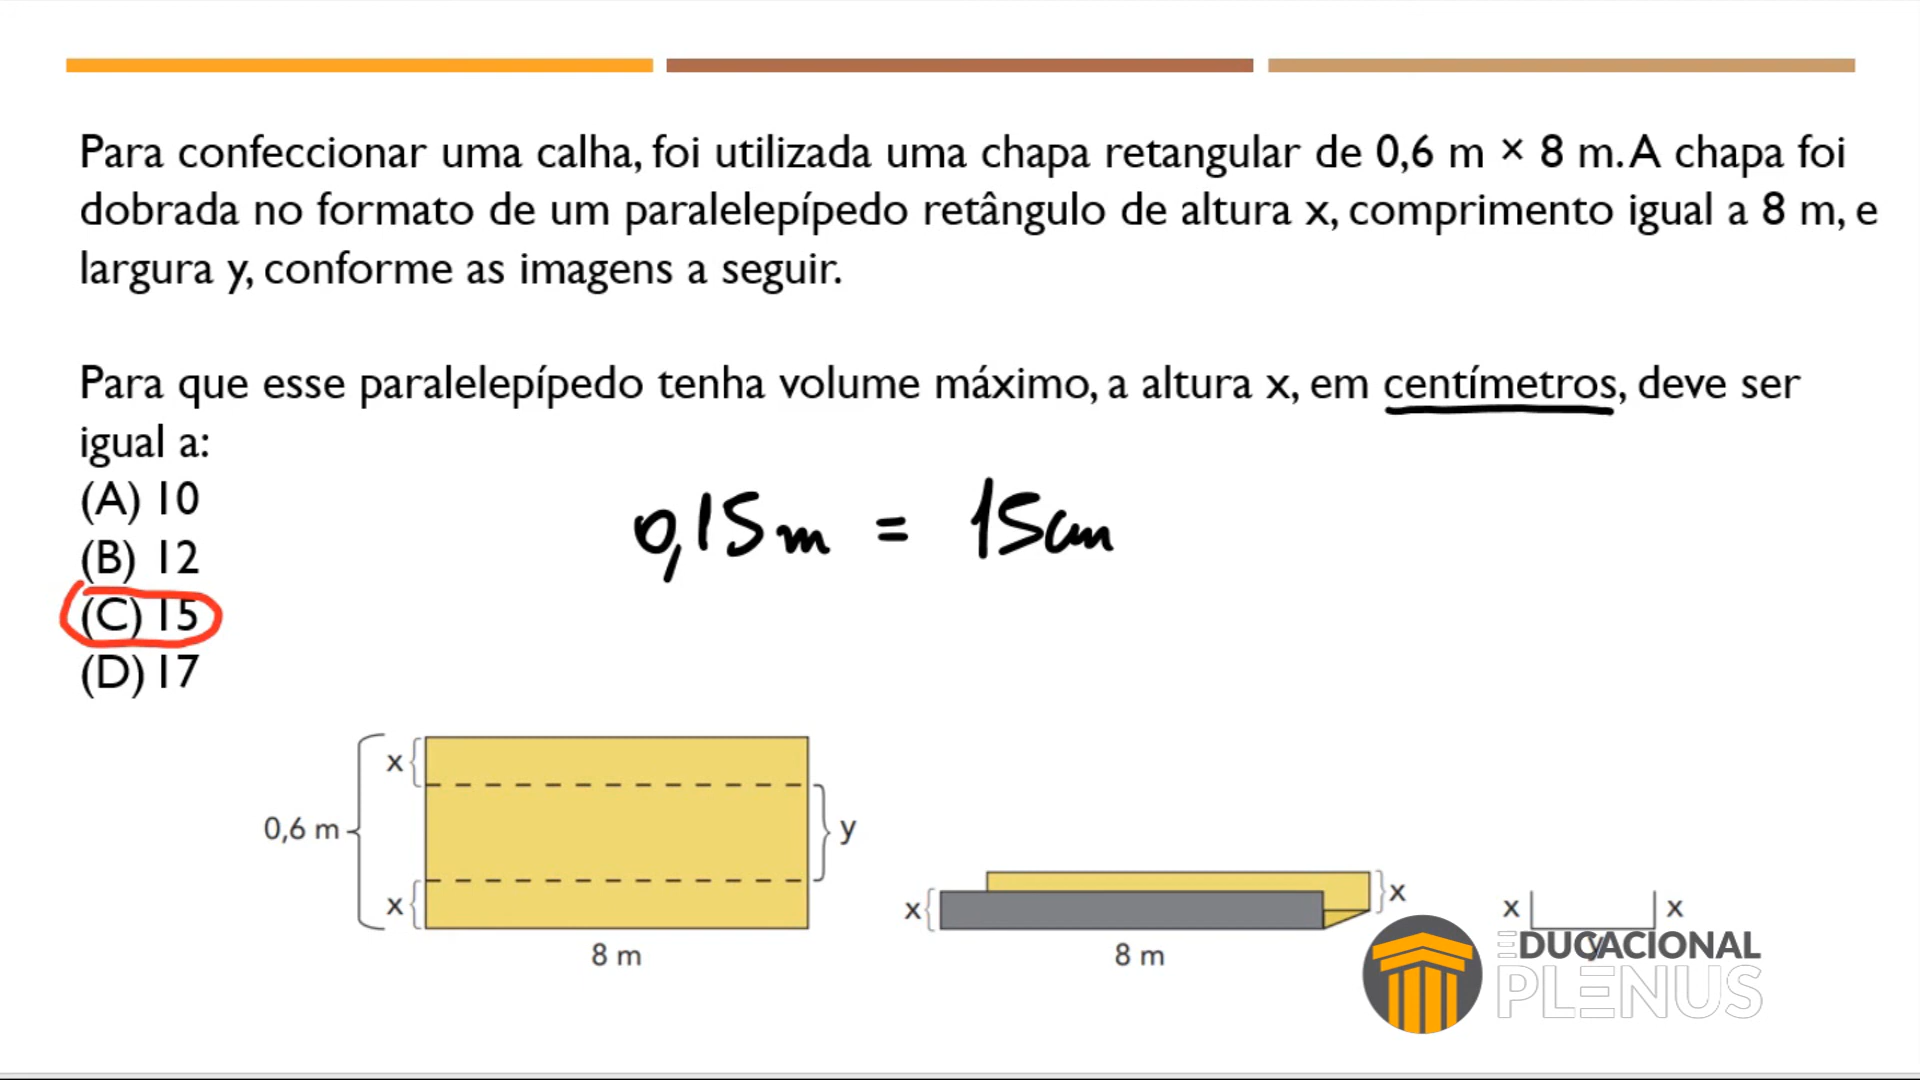 Para confeccionar uma calha, foi utilizada uma chapa retangular de 0,6 m × 8 m. A chapa foi
dobrada no formato de um paralelepípedo retângulo de altura x, comprimento igual a 8 m, e
largura y, conforme as imagens a seguir.
Para que esse paralelepípedo tenha volume máximo, a altura x, em centímetros, deve ser
igual a:
(A) 10
0,15m = 15cm
(B) 12
(C) 15
(D) 17
x
0,6 m
y
x
8 m
x
x
8 m
x
x
y
EDUCACIONAL
PLENUS